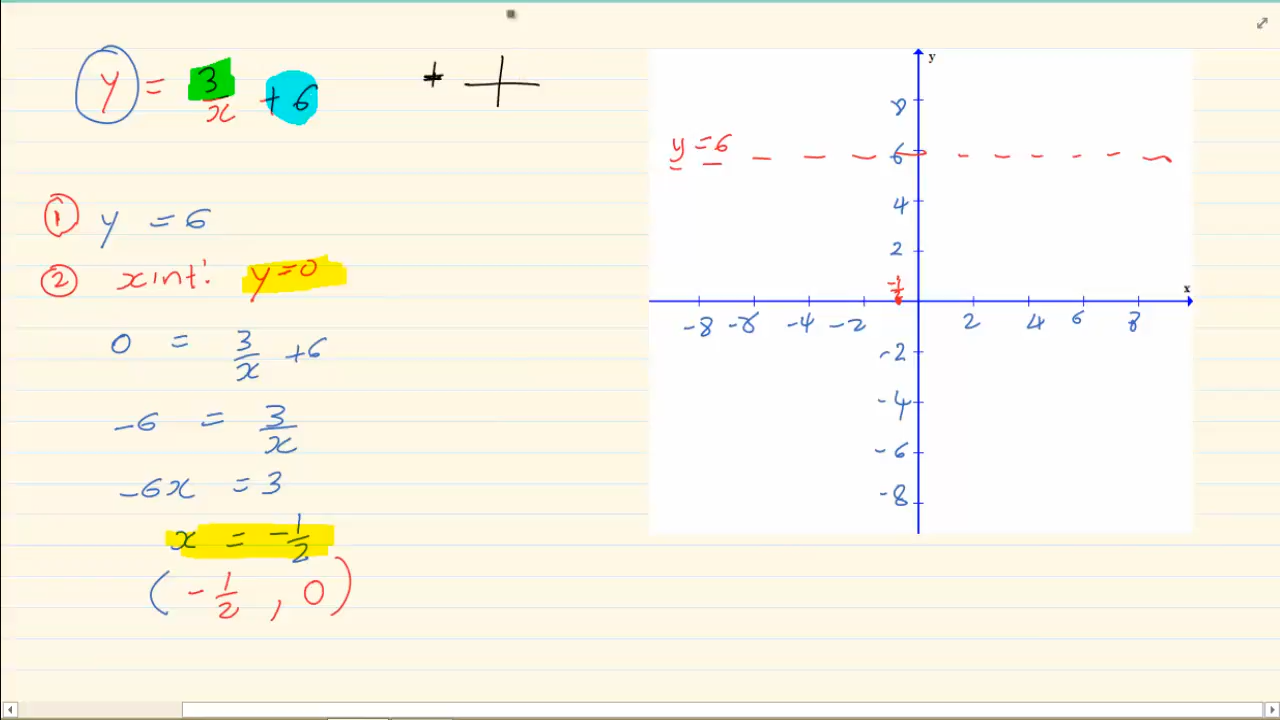 y = 3/x + 6
*
① y = 6
② x int: y = 0
0 = 3/x + 6
-6 = 3/x
-6x = 3
x = -1/2
(-1/2, 0)
y
8
y = 6
6
4
2
-1/2
x
-8 -6 -4 -2 2 4 6 8
-2
-4
-6
-8